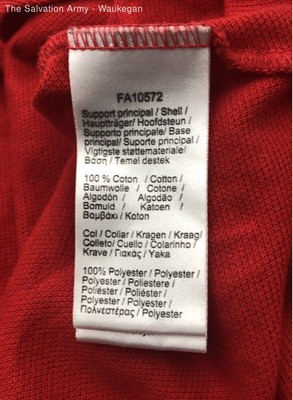 The Salvation Army - Waukegan
FA10572
Support principal / Shell /
Hauptträger/ Hoofdsteun /
Supporto principale/ Base
principal/ Suporte principal /
Vigtigste støttemateriale/
Βάση / Temel destek
100 % Coton / Cotton /
Baumwolle / Cotone /
Algodón / Algodão /
Bomuld / Katoen /
Βαμβάκι / Koton
Col / Collar / Kragen / Kraag/
Colleto/ Cuello / Colarinho /
Krave / Γιακάς / Yaka
100% Polyester / Polyester /
Polyester / Poliestere /
Poliéster / Poliéster /
Polyester / Polyester /
Πολυεστέρας / Polyester